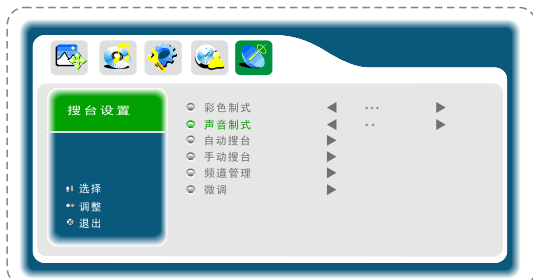 搜台设置
彩色制式 ...
声音制式 ..
自动搜台
手动搜台
频道管理
微调
选择
调整
退出